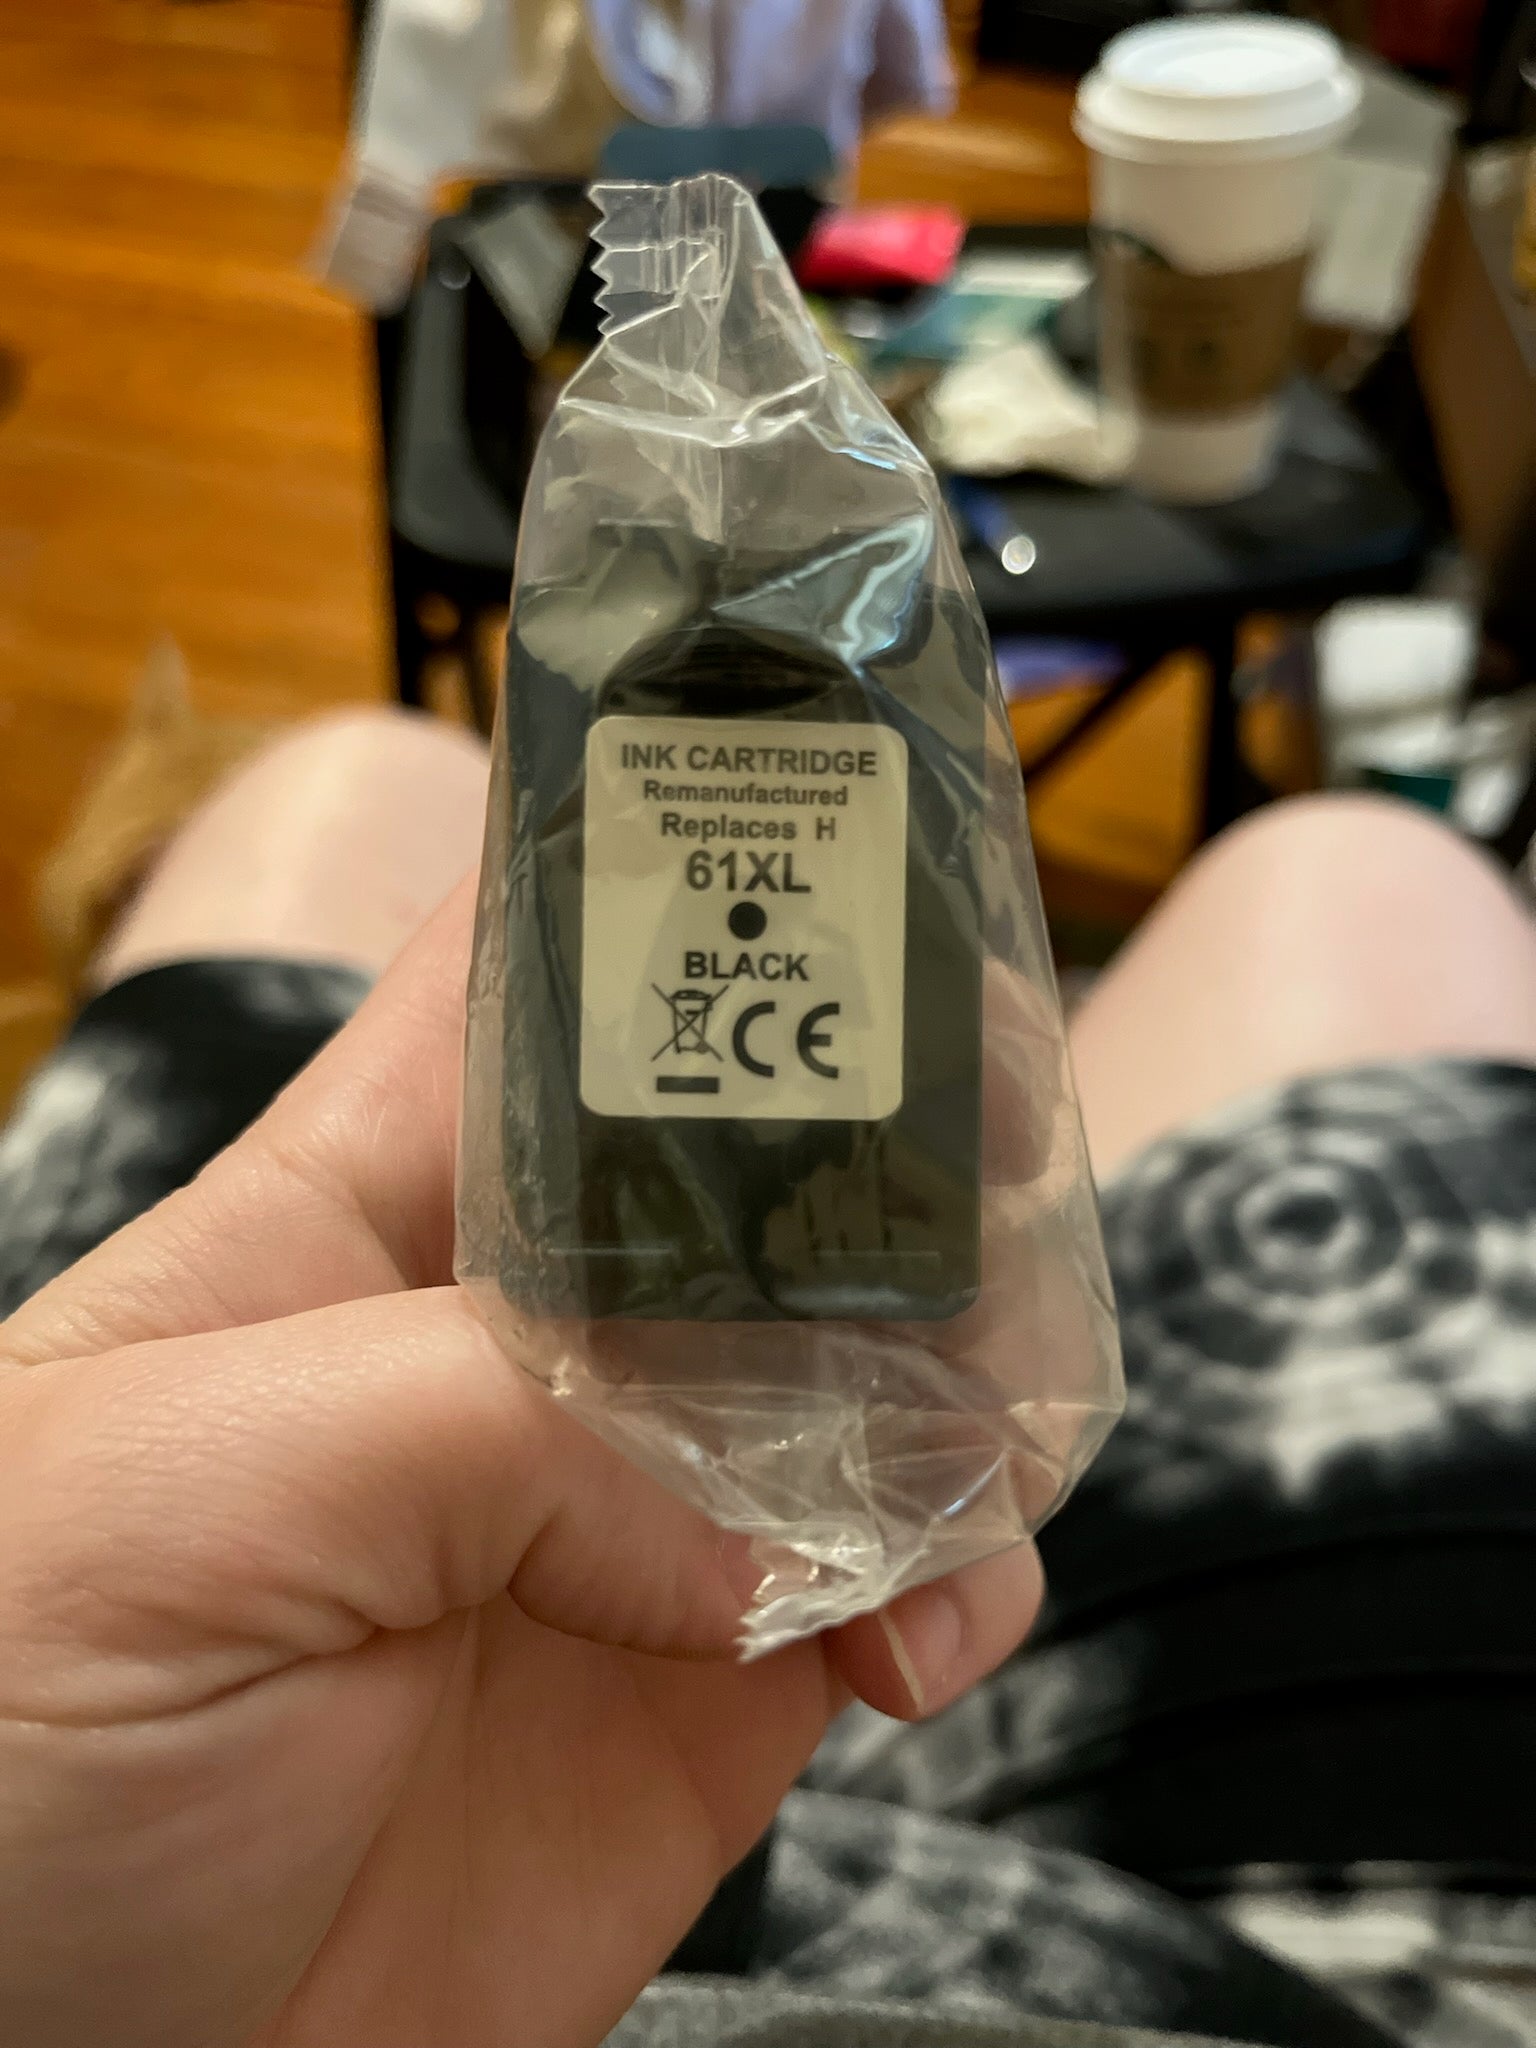 INK CARTRIDGE
Remanufactured
Replaces H
61XL
BLACK
CE